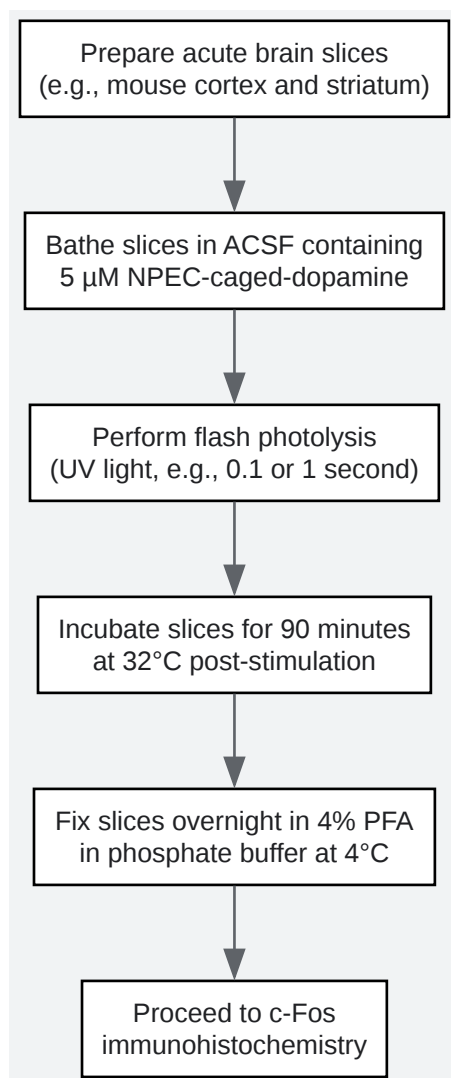 Prepare acute brain slices
(e.g., mouse cortex and striatum)
Bathe slices in ACSF containing
5 µM NPEC-caged-dopamine
Perform flash photolysis
(UV light, e.g., 0.1 or 1 second)
Incubate slices for 90 minutes
at 32°C post-stimulation
Fix slices overnight in 4% PFA
in phosphate buffer at 4°C
Proceed to c-Fos
immunohistochemistry